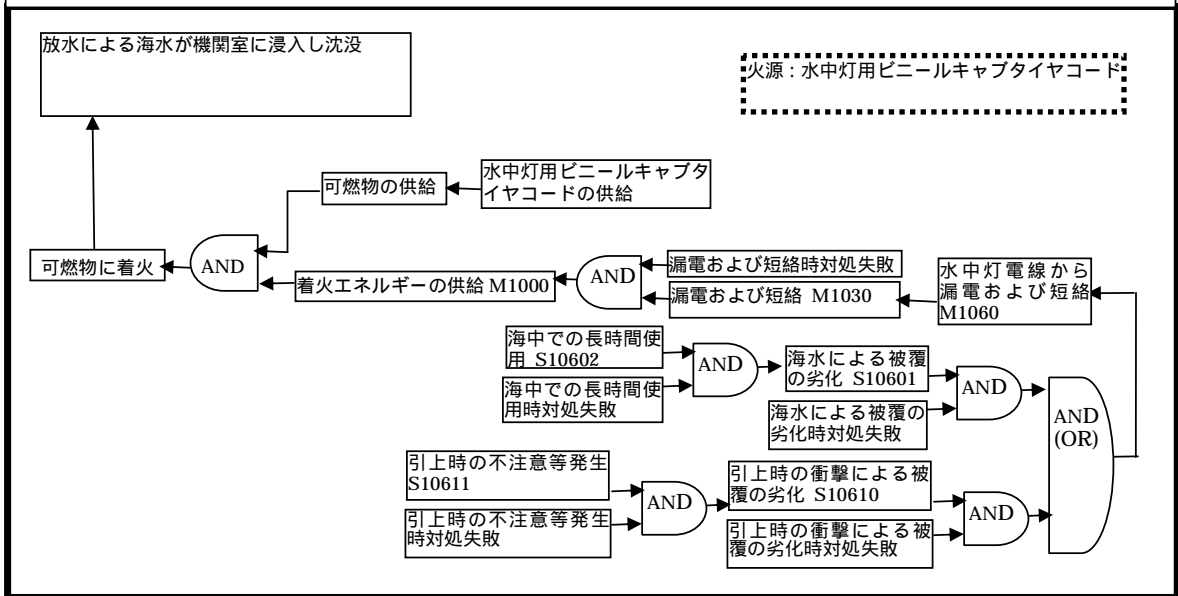 放水による海水が機関室に浸入し沈没
火源：水中灯用ビニールキャブタイヤコード
可燃物の供給
水中灯用ビニールキャブタ
イヤコードの供給
可燃物に着火
AND
着火エネルギーの供給 M1000
AND
漏電および短絡時対処失敗
漏電および短絡 M1030
水中灯電線から
漏電および短絡
M1060
海中での長時間使
用 S10602
海中での長時間使
用時対処失敗
AND
海水による被覆
の劣化 S10601
海水による被覆の
劣化時対処失敗
AND
AND
(OR)
引上時の不注意等発生
S10611
引上時の不注意等発生
時対処失敗
AND
引上時の衝撃による被
覆の劣化 S10610
引上時の衝撃による被
覆の劣化時対処失敗
AND